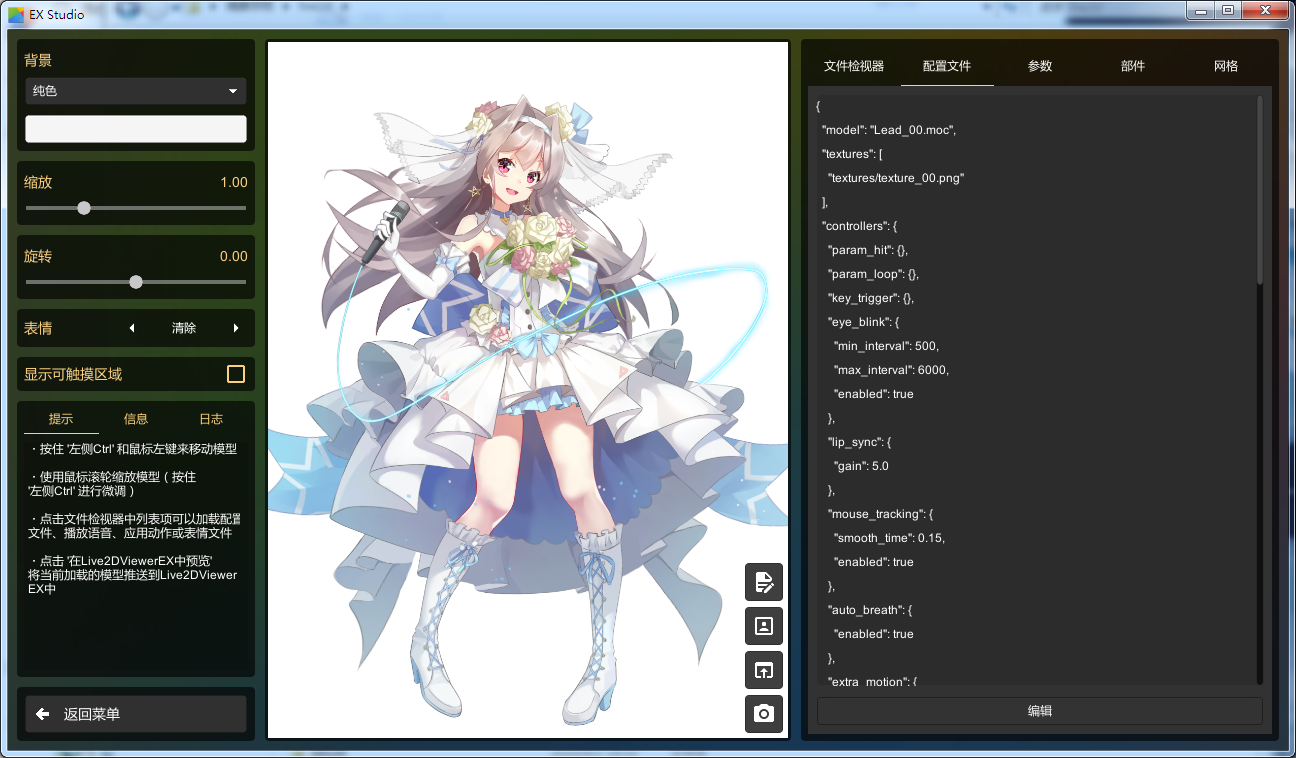 EX Studio
背景
纯色
缩放 1.00
旋转 0.00
表情 清除
显示可触摸区域
提示 信息 日志
・按住 '左侧Ctrl' 和鼠标左键来移动模型
・使用鼠标滚轮缩放模型（按住
'左侧Ctrl' 进行微调）
・点击文件检视器中列表项可以加载配置
文件、播放语音、应用动作或表情文件
・点击 '在Live2DViewerEX中预览'
将当前加载的模型推送到Live2DViewer
EX中
返回菜单
文件检视器 配置文件 参数 部件 网格
{
"model": "Lead_00.moc",
"textures": [
"textures/texture_00.png"
],
"controllers": {
"param_hit": {},
"param_loop": {},
"key_trigger": {},
"eye_blink": {
"min_interval": 500,
"max_interval": 6000,
"enabled": true
},
"lip_sync": {
"gain": 5.0
},
"mouse_tracking": {
"smooth_time": 0.15,
"enabled": true
},
"auto_breath": {
"enabled": true
},
"extra_motion": {
编辑